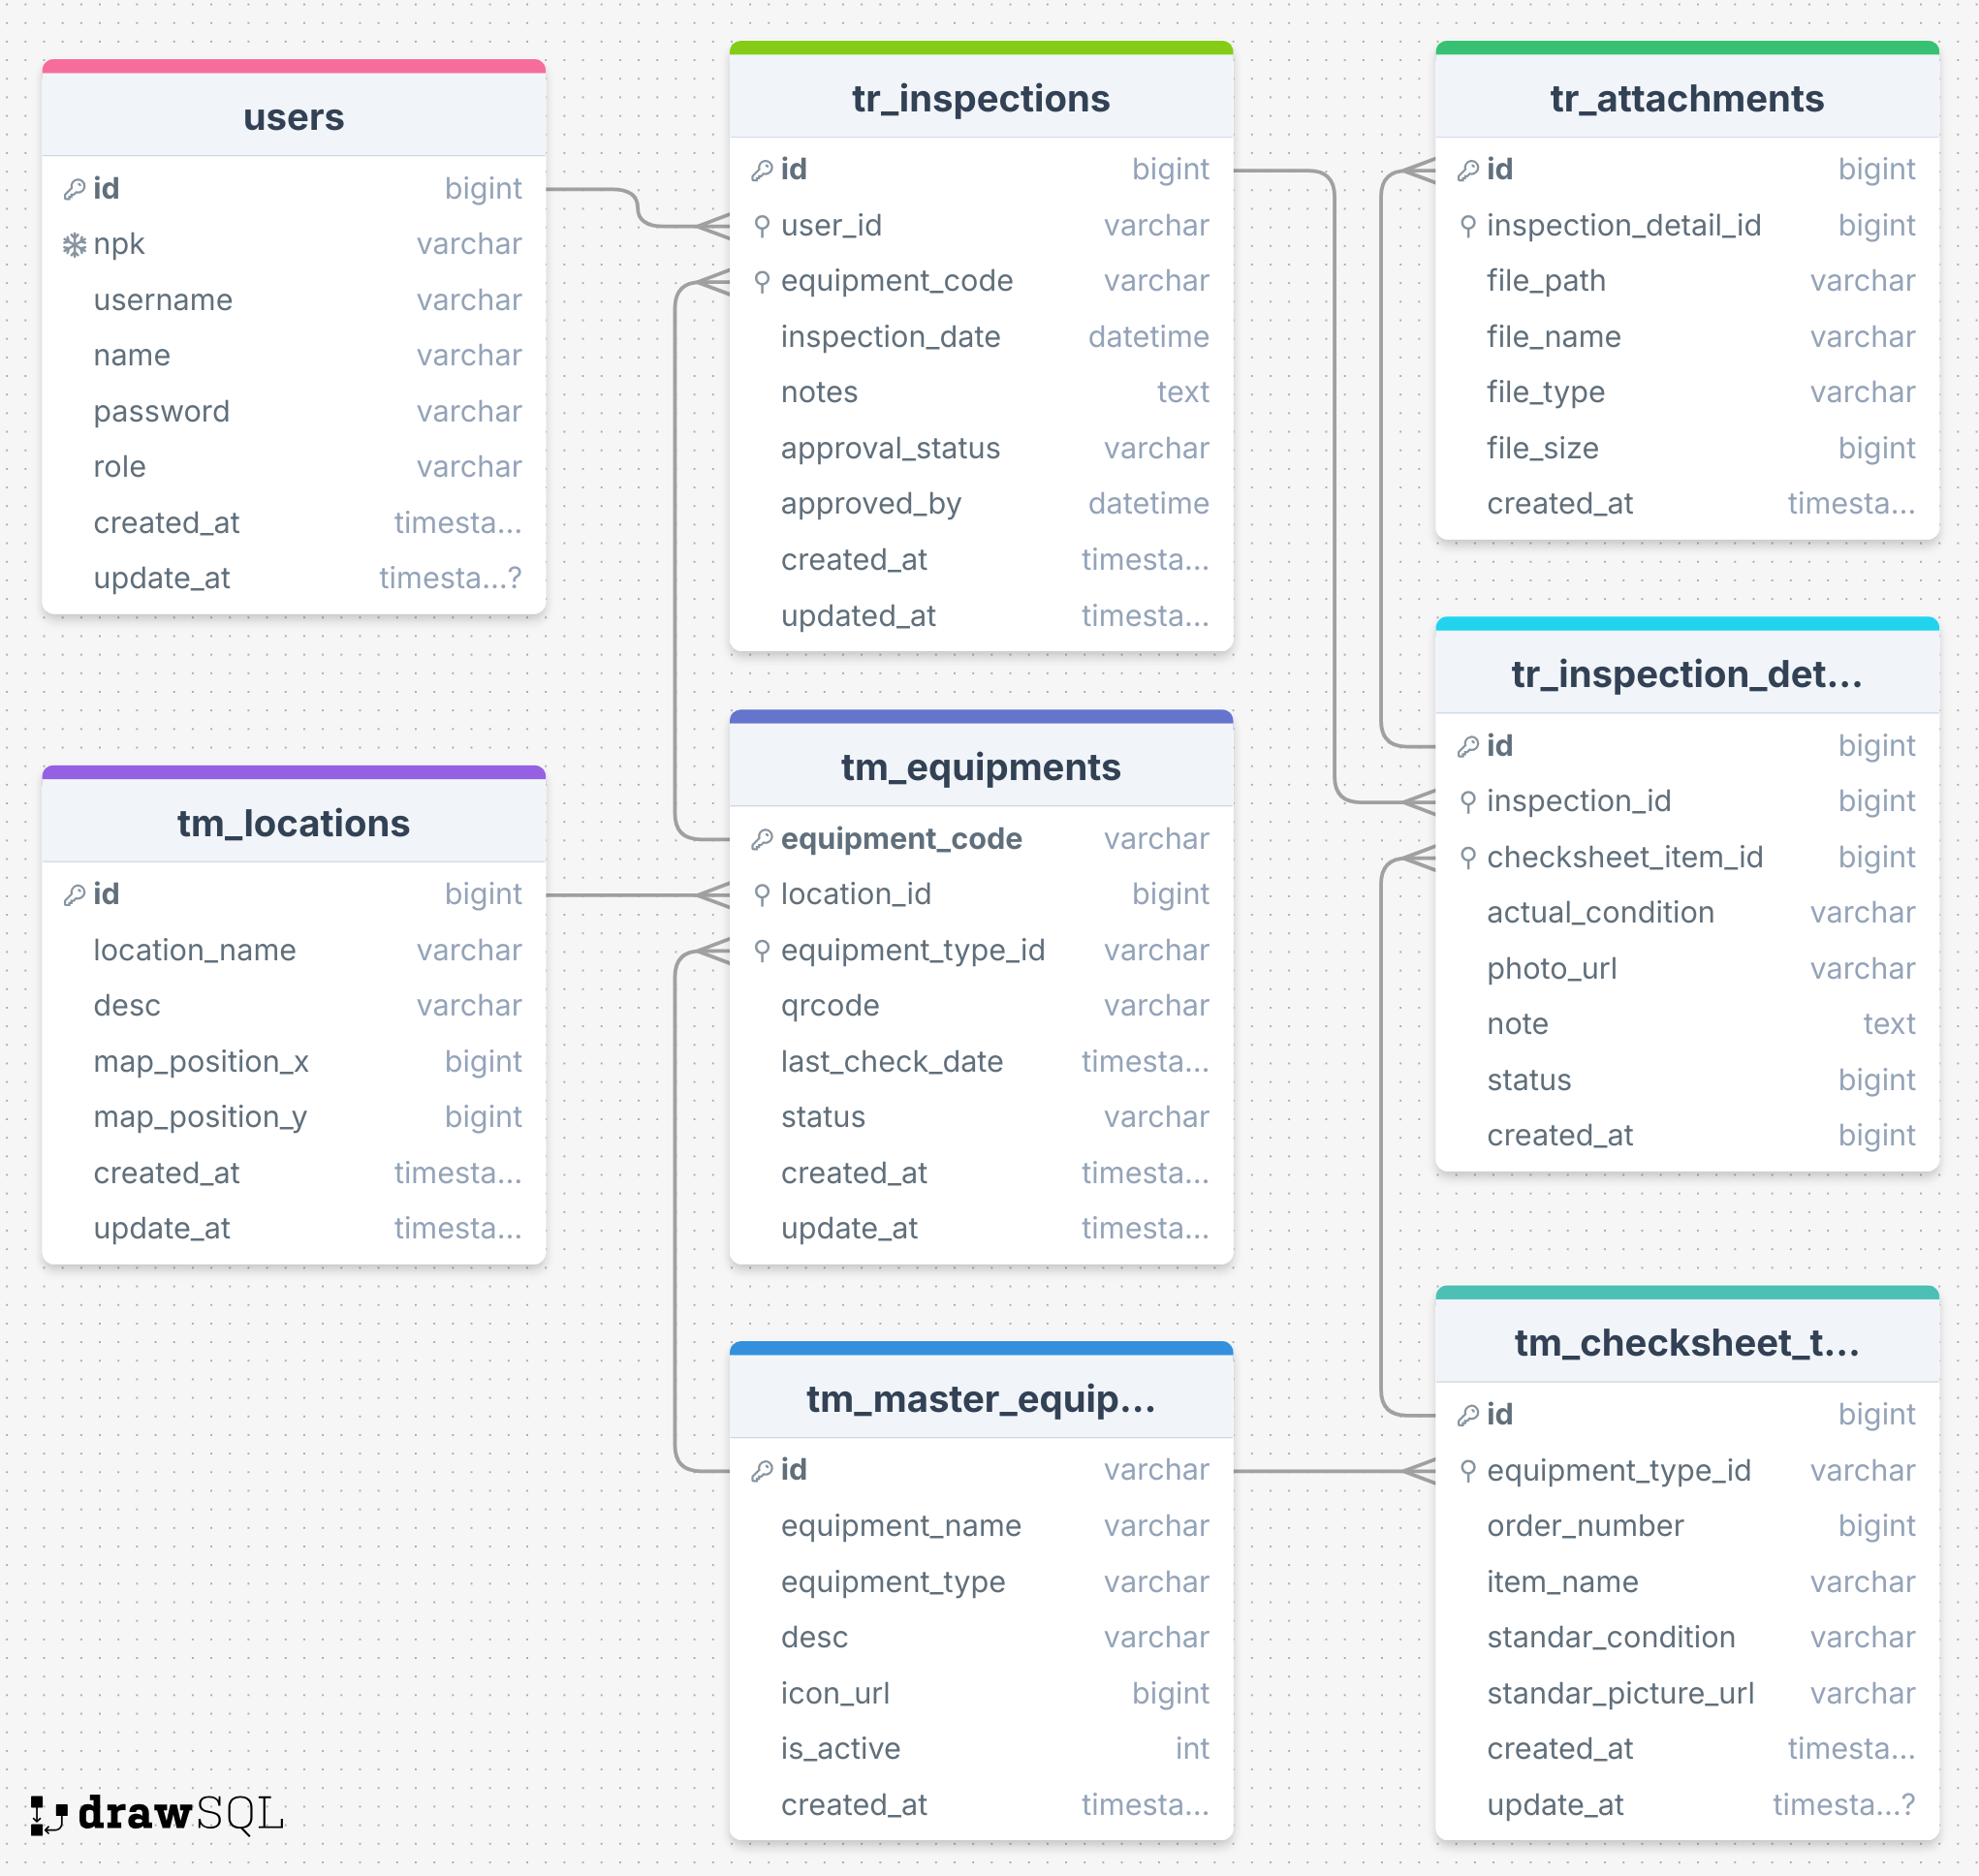 users
id bigint
npk varchar
username varchar
name varchar
password varchar
role varchar
created_at timesta...
update_at timesta...?
tm_locations
id bigint
location_name varchar
desc varchar
map_position_x bigint
map_position_y bigint
created_at timesta...
update_at timesta...
tr_inspections
id bigint
user_id varchar
equipment_code varchar
inspection_date datetime
notes text
approval_status varchar
approved_by datetime
created_at timesta...
updated_at timesta...
tm_equipments
equipment_code varchar
location_id bigint
equipment_type_id varchar
qrcode varchar
last_check_date timesta...
status varchar
created_at timesta...
update_at timesta...
tm_master_equip...
id varchar
equipment_name varchar
equipment_type varchar
desc varchar
icon_url bigint
is_active int
created_at timesta...
tr_attachments
id bigint
inspection_detail_id bigint
file_path varchar
file_name varchar
file_type varchar
file_size bigint
created_at timesta...
tr_inspection_det...
id bigint
inspection_id bigint
checksheet_item_id bigint
actual_condition varchar
photo_url varchar
note text
status bigint
created_at bigint
tm_checksheet_t...
id bigint
equipment_type_id varchar
order_number bigint
item_name varchar
standar_condition varchar
standar_picture_url varchar
created_at timesta...
update_at timesta...?
drawSQL